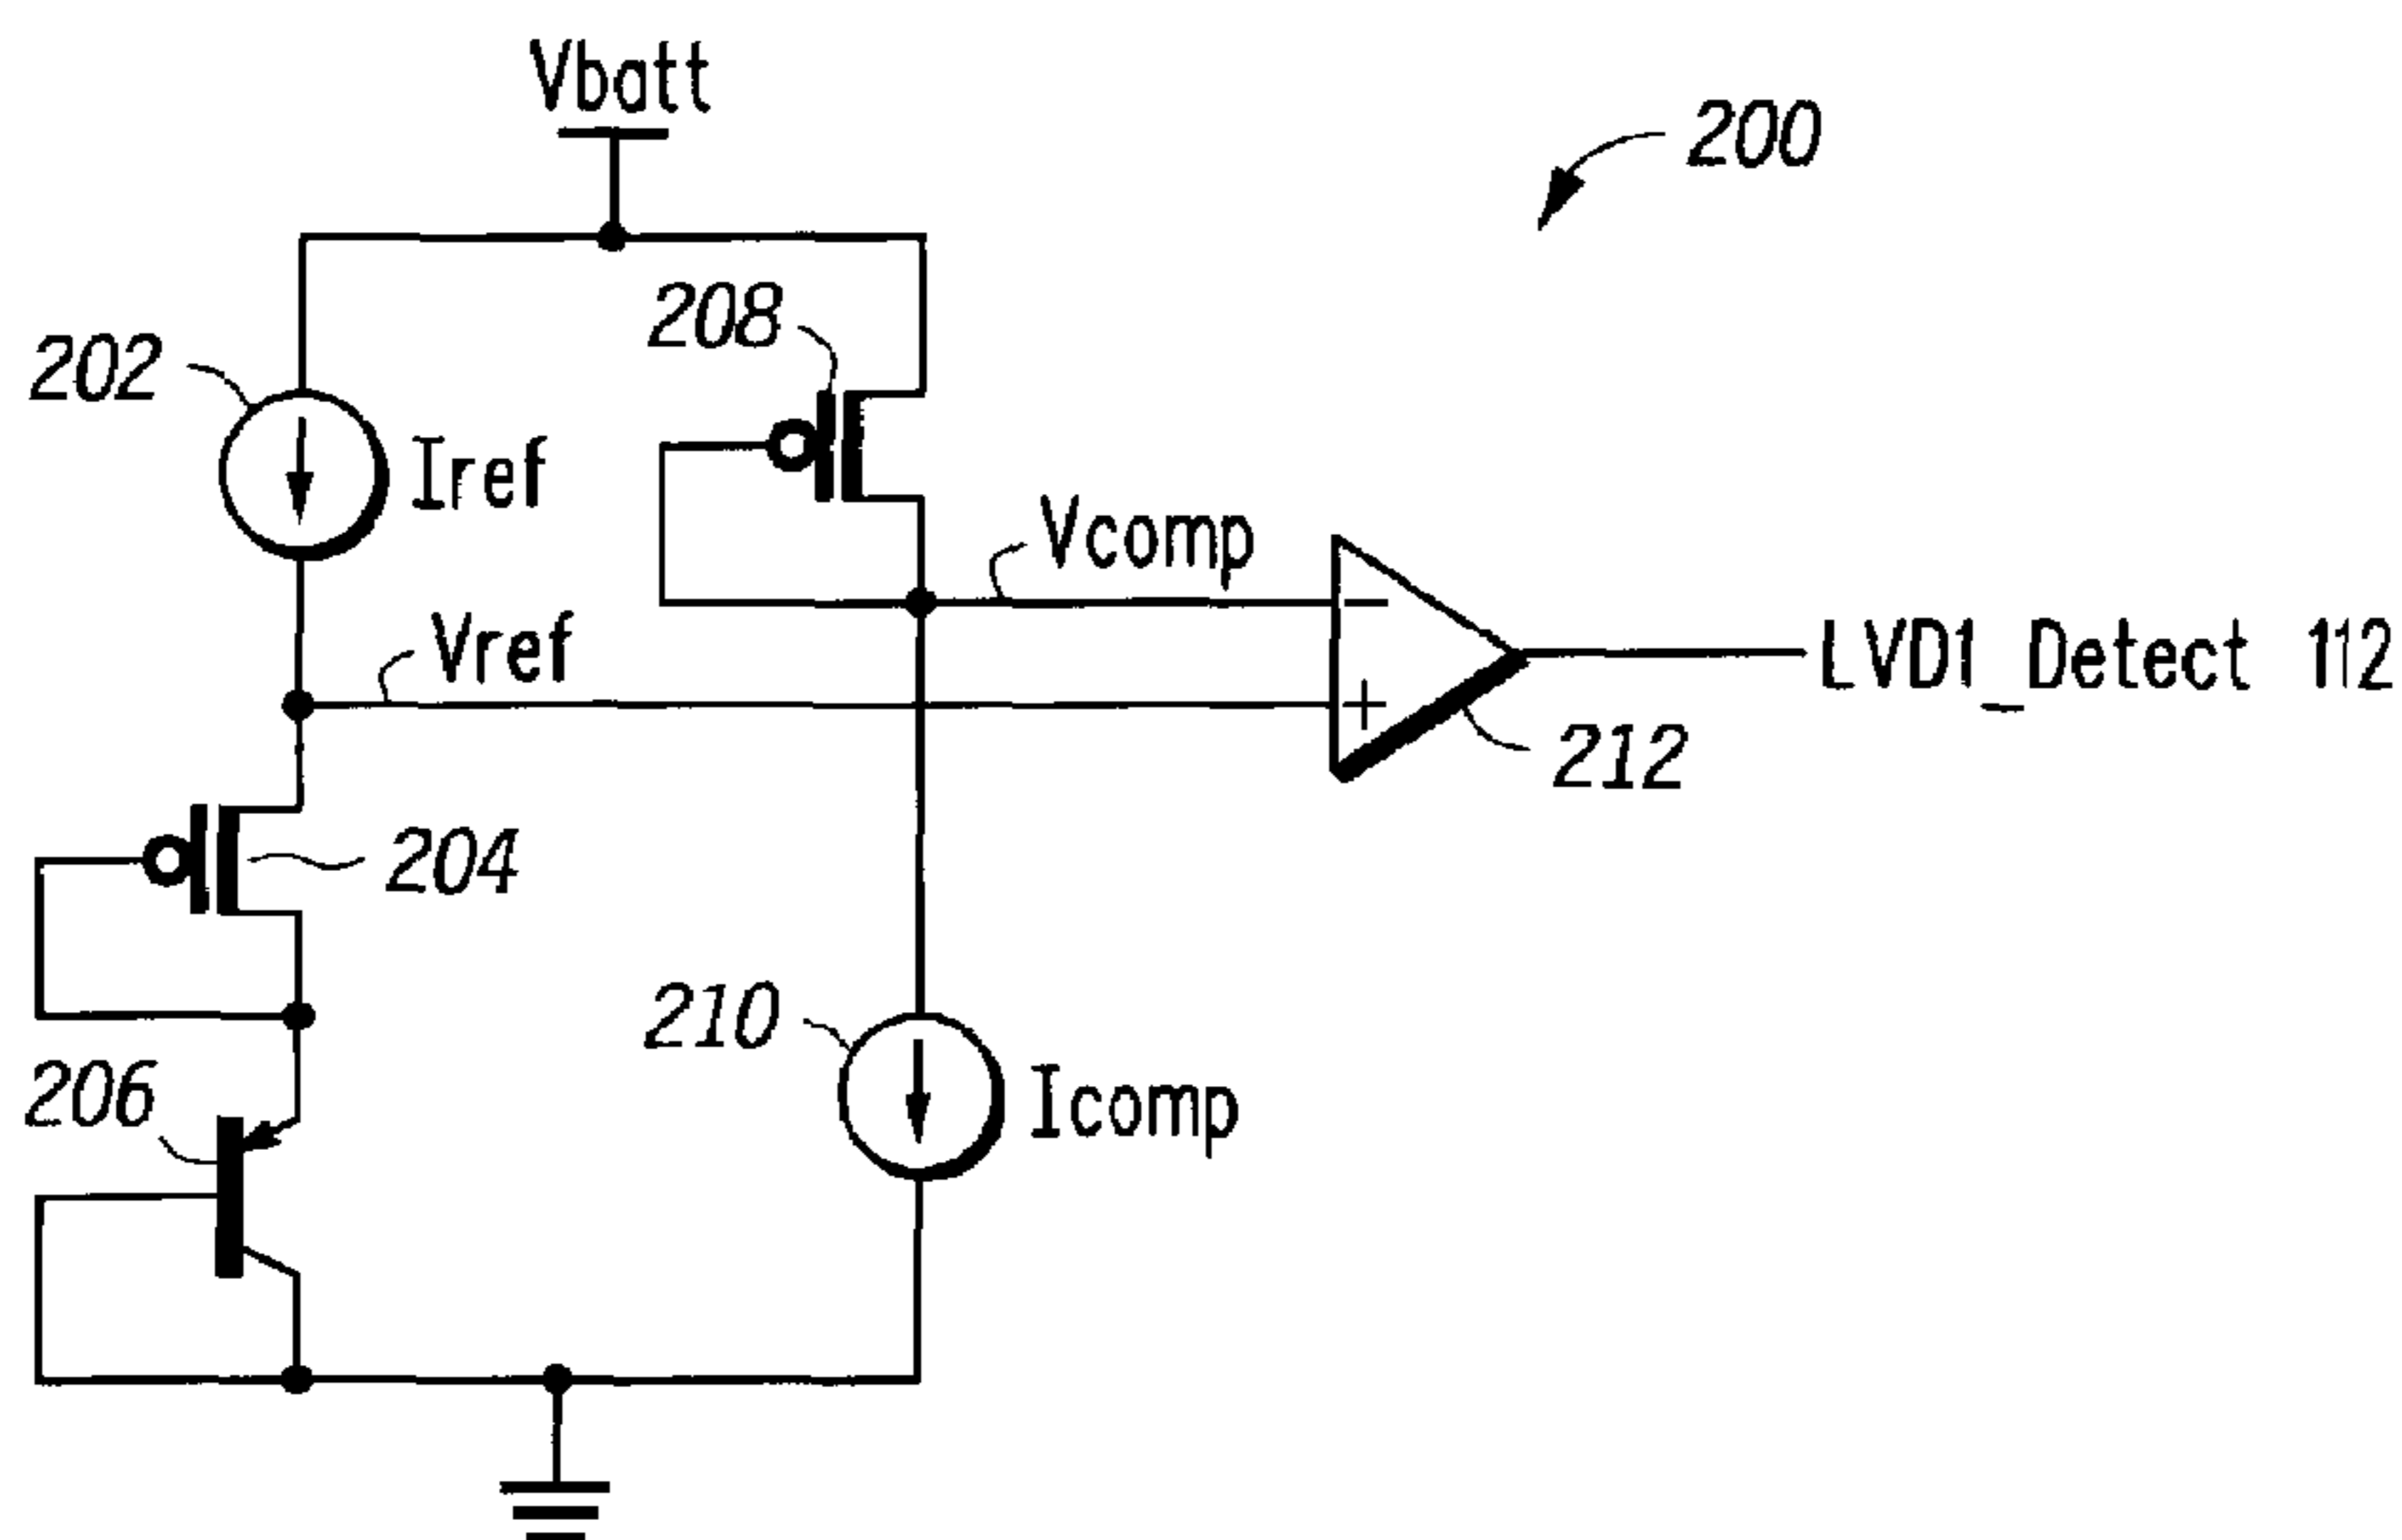 Vbatt
200
208
202
Iref
Vcomp
Vref
−
LVD1_Detect 112
+
212
204
210
206
Icomp